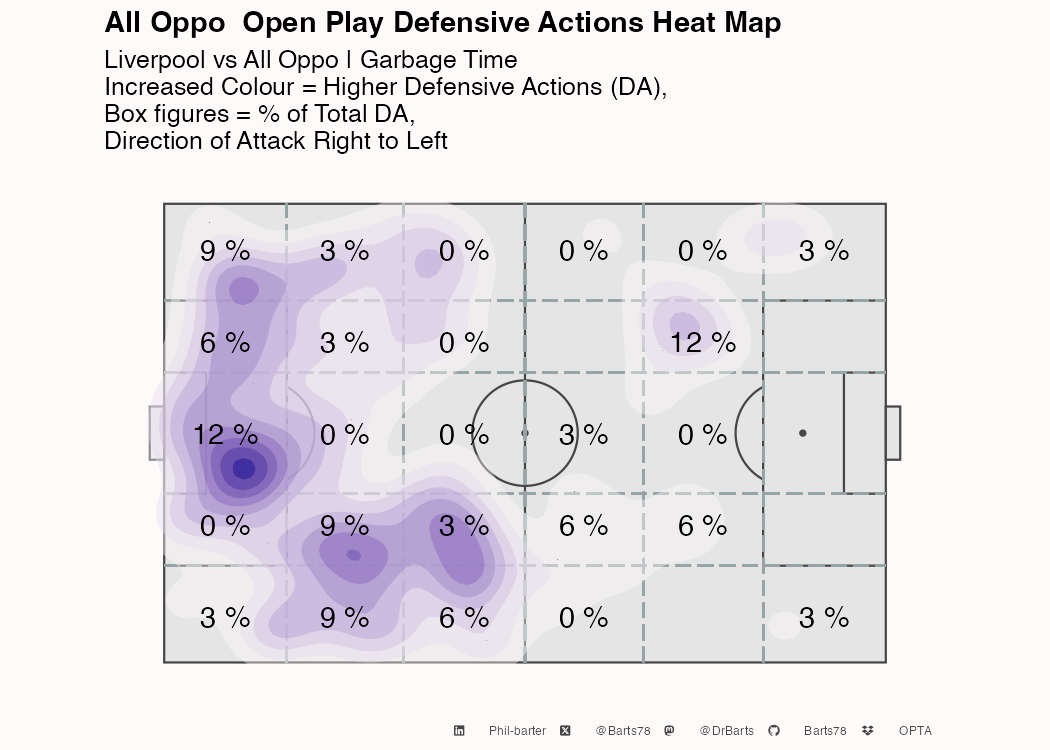 All Oppo  Open Play Defensive Actions Heat Map
Liverpool vs All Oppo | Garbage Time
Increased Colour = Higher Defensive Actions (DA),
Box figures = % of Total DA,
Direction of Attack Right to Left
9 % 3 % 0 % 0 % 0 % 3 %
6 % 3 % 0 % 12 %
12 % 0 % 0 % 3 % 0 %
0 % 9 % 3 % 6 % 6 %
3 % 9 % 6 % 0 % 3 %
Phil-barter @Barts78 @DrBarts Barts78 OPTA